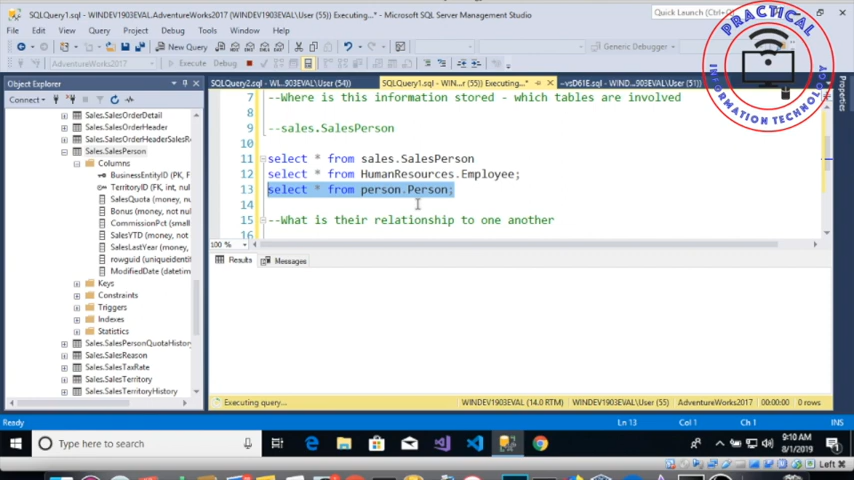 SQLQuery1.sql - WINDEV1903EVAL.AdventureWorks2017 (WINDEV1903EVAL\User (55)) Executing...* - Microsoft SQL Server Management Studio
Quick Launch (Ctrl+Q)
PRACTICAL
INFORMATION TECHNOLOGY
File Edit View Query Project Debug Tools Window Help
New Query
Generic Debugger
AdventureWorks2017
Execute Debug
Object Explorer
SQLQuery2.sql - WI...903EVAL\User (54))
SQLQuery1.sql - WIN...r (55)) Executing...*
~vsD61E.sql - WIND...903EVAL\User (51))
Properties
Connect
Sales.SalesOrderDetail
Sales.SalesOrderHeader
Sales.SalesOrderHeaderSalesR
Sales.SalesPerson
Columns
BusinessEntityID (PK, F
TerritoryID (FK, int, nu
SalesQuota (money, nu
Bonus (money, not nul
CommissionPct (small
SalesYTD (money, not
SalesLastYear (money,
rowguid (uniqueidenti
ModifiedDate (datetim
Keys
Constraints
Triggers
Indexes
Statistics
Sales.SalesPersonQuotaHistory
Sales.SalesReason
Sales.SalesTaxRate
Sales.SalesTerritory
Sales.SalesTerritoryHistory
7 --Where is this information stored - which tables are involved
8
9 --sales.SalesPerson
10
11 select * from sales.SalesPerson
12 select * from HumanResources.Employee;
13 select * from person.Person;
14
15 --What is their relationship to one another
16
100 %
Results Messages
Executing query...
WINDEV1903EVAL (14.0 RTM) WINDEV1903EVAL\User (55) AdventureWorks2017 00:00:00 0 rows
Ln 13 Col 1 Ch 1 INS
Type here to search
9:10 AM
8/1/2019
Left